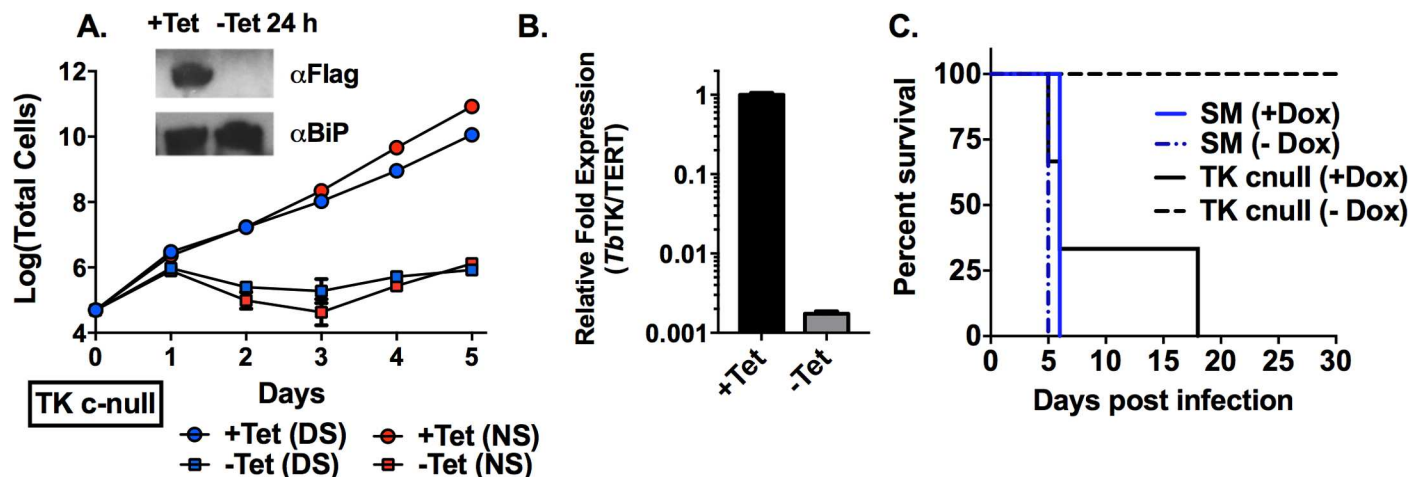 A.
+Tet -Tet 24 h
αFlag
αBiP
Log(Total Cells)
12
10
8
6
4
0 1 2 3 4 5
Days
TK c-null
+Tet (DS) +Tet (NS)
-Tet (DS) -Tet (NS)
B.
Relative Fold Expression
(TbTK/TERT)
1
0.1
0.01
0.001
+Tet -Tet
C.
Percent survival
100
75
50
25
0
0 5 10 15 20 25 30
Days post infection
SM (+Dox)
SM (- Dox)
TK cnull (+Dox)
TK cnull (- Dox)